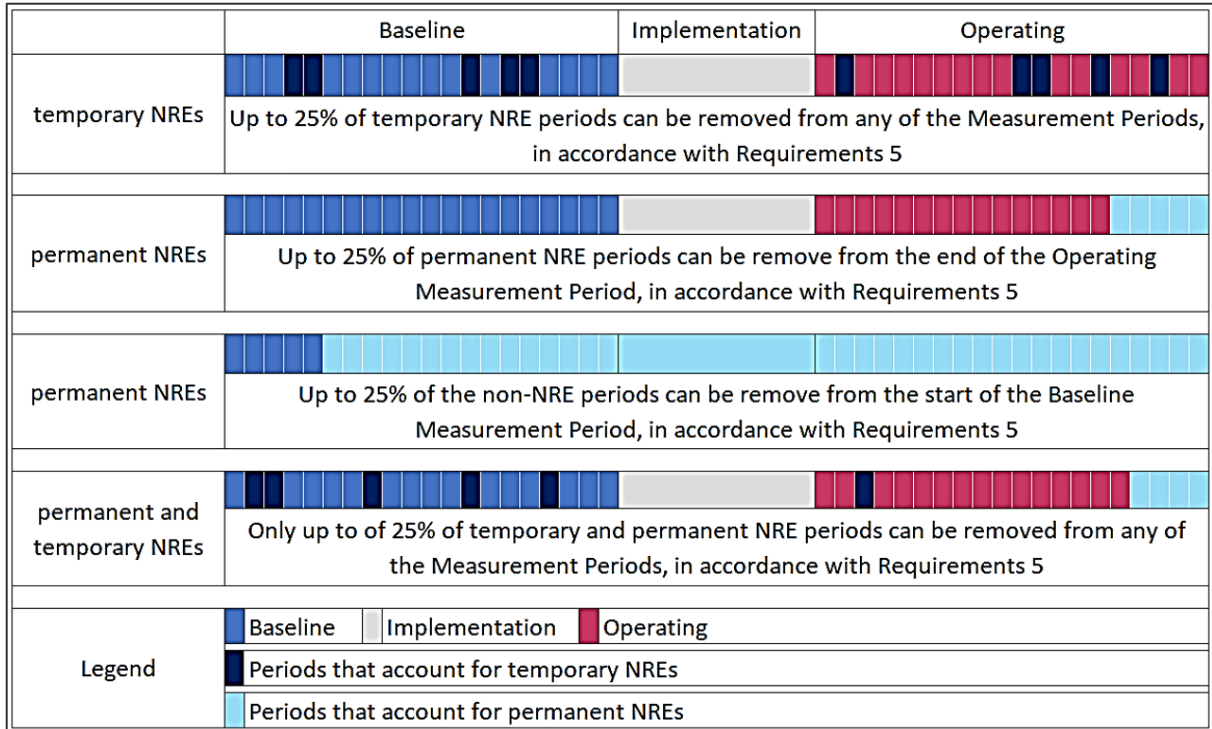 Baseline Implementation Operating
temporary NREs
Up to 25% of temporary NRE periods can be removed from any of the Measurement Periods,
in accordance with Requirements 5
permanent NREs
Up to 25% of permanent NRE periods can be remove from the end of the Operating
Measurement Period, in accordance with Requirements 5
permanent NREs
Up to 25% of the non-NRE periods can be remove from the start of the Baseline
Measurement Period, in accordance with Requirements 5
permanent and
temporary NREs
Only up to of 25% of temporary and permanent NRE periods can be removed from any of
the Measurement Periods, in accordance with Requirements 5
Legend
Baseline Implementation Operating
Periods that account for temporary NREs
Periods that account for permanent NREs